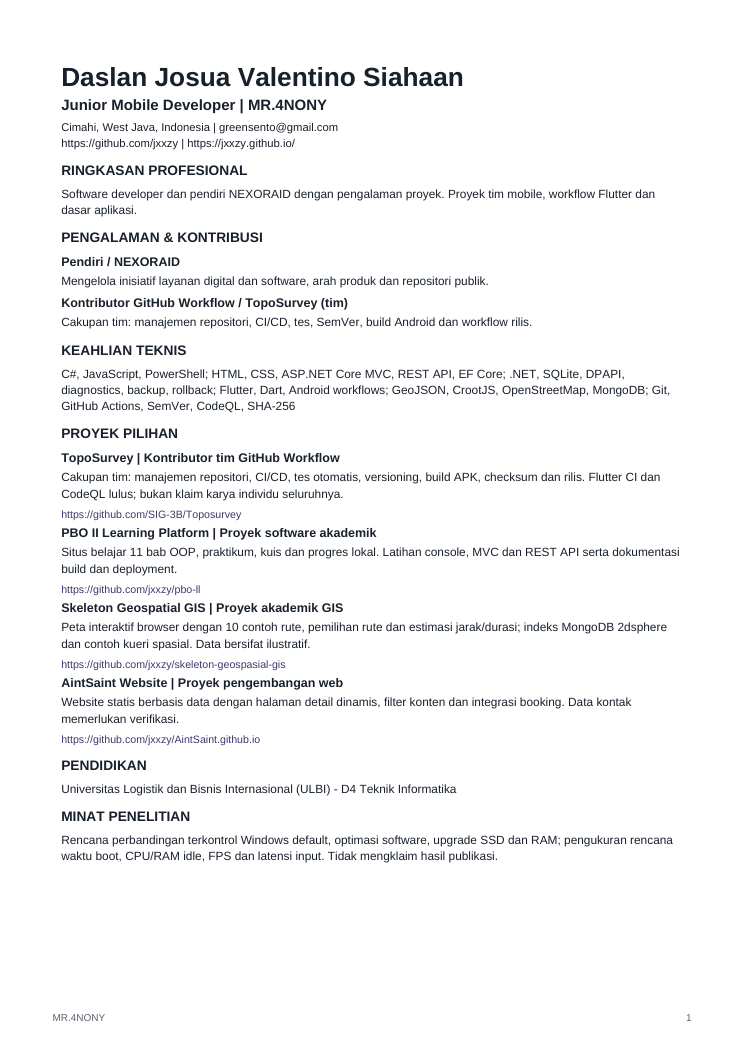 Daslan Josua Valentino Siahaan
Junior Mobile Developer | MR.4NONY
Cimahi, West Java, Indonesia | greensento@gmail.com
https://github.com/jxxzy | https://jxxzy.github.io/
RINGKASAN PROFESIONAL
Software developer dan pendiri NEXORAID dengan pengalaman proyek. Proyek tim mobile, workflow Flutter dan
dasar aplikasi.
PENGALAMAN & KONTRIBUSI
Pendiri / NEXORAID
Mengelola inisiatif layanan digital dan software, arah produk dan repositori publik.
Kontributor GitHub Workflow / TopoSurvey (tim)
Cakupan tim: manajemen repositori, CI/CD, tes, SemVer, build Android dan workflow rilis.
KEAHLIAN TEKNIS
C#, JavaScript, PowerShell; HTML, CSS, ASP.NET Core MVC, REST API, EF Core; .NET, SQLite, DPAPI,
diagnostics, backup, rollback; Flutter, Dart, Android workflows; GeoJSON, CrootJS, OpenStreetMap, MongoDB; Git,
GitHub Actions, SemVer, CodeQL, SHA-256
PROYEK PILIHAN
TopoSurvey | Kontributor tim GitHub Workflow
Cakupan tim: manajemen repositori, CI/CD, tes otomatis, versioning, build APK, checksum dan rilis. Flutter CI dan
CodeQL lulus; bukan klaim karya individu seluruhnya.
https://github.com/SIG-3B/Toposurvey
PBO II Learning Platform | Proyek software akademik
Situs belajar 11 bab OOP, praktikum, kuis dan progres lokal. Latihan console, MVC dan REST API serta dokumentasi
build dan deployment.
https://github.com/jxxzy/pbo-ll
Skeleton Geospatial GIS | Proyek akademik GIS
Peta interaktif browser dengan 10 contoh rute, pemilihan rute dan estimasi jarak/durasi; indeks MongoDB 2dsphere
dan contoh kueri spasial. Data bersifat ilustratif.
https://github.com/jxxzy/skeleton-geospasial-gis
AintSaint Website | Proyek pengembangan web
Website statis berbasis data dengan halaman detail dinamis, filter konten dan integrasi booking. Data kontak
memerlukan verifikasi.
https://github.com/jxxzy/AintSaint.github.io
PENDIDIKAN
Universitas Logistik dan Bisnis Internasional (ULBI) - D4 Teknik Informatika
MINAT PENELITIAN
Rencana perbandingan terkontrol Windows default, optimasi software, upgrade SSD dan RAM; pengukuran rencana
waktu boot, CPU/RAM idle, FPS dan latensi input. Tidak mengklaim hasil publikasi.
MR.4NONY
1